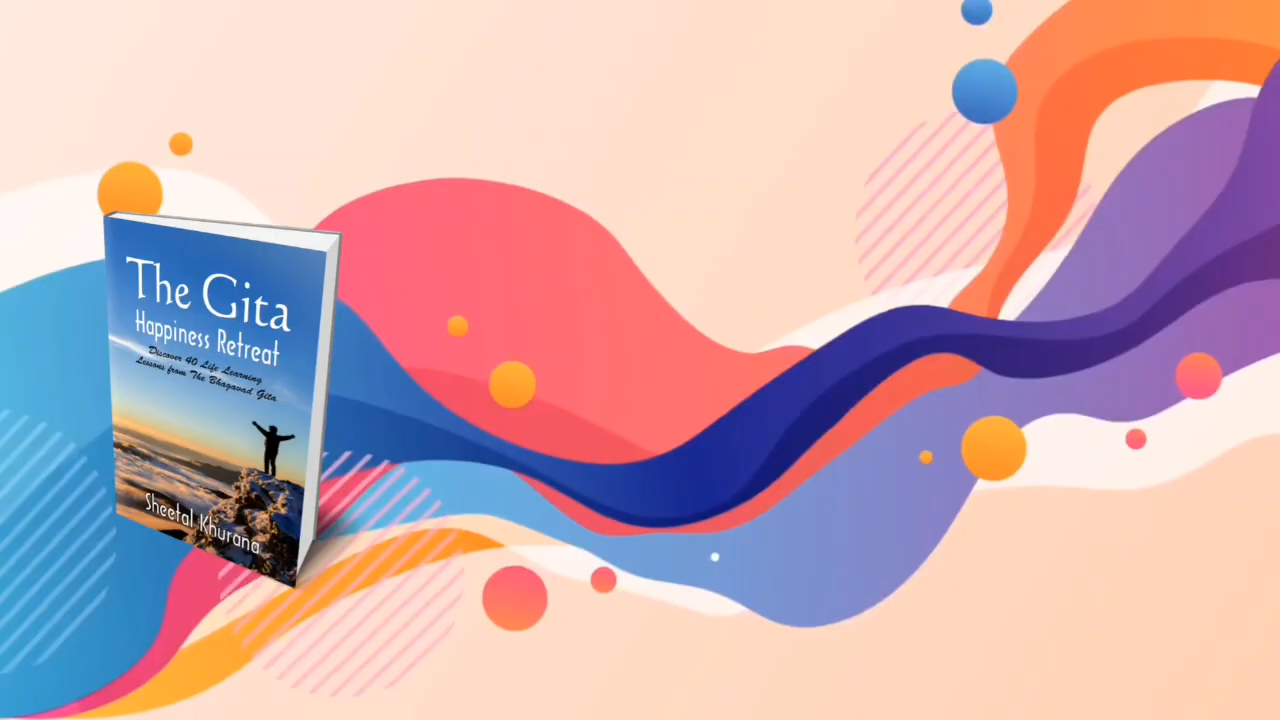 The Gita
Happiness Retreat
Discover 40 Life Learning
Lessons from The Bhagavad Gita
Sheetal Khurana